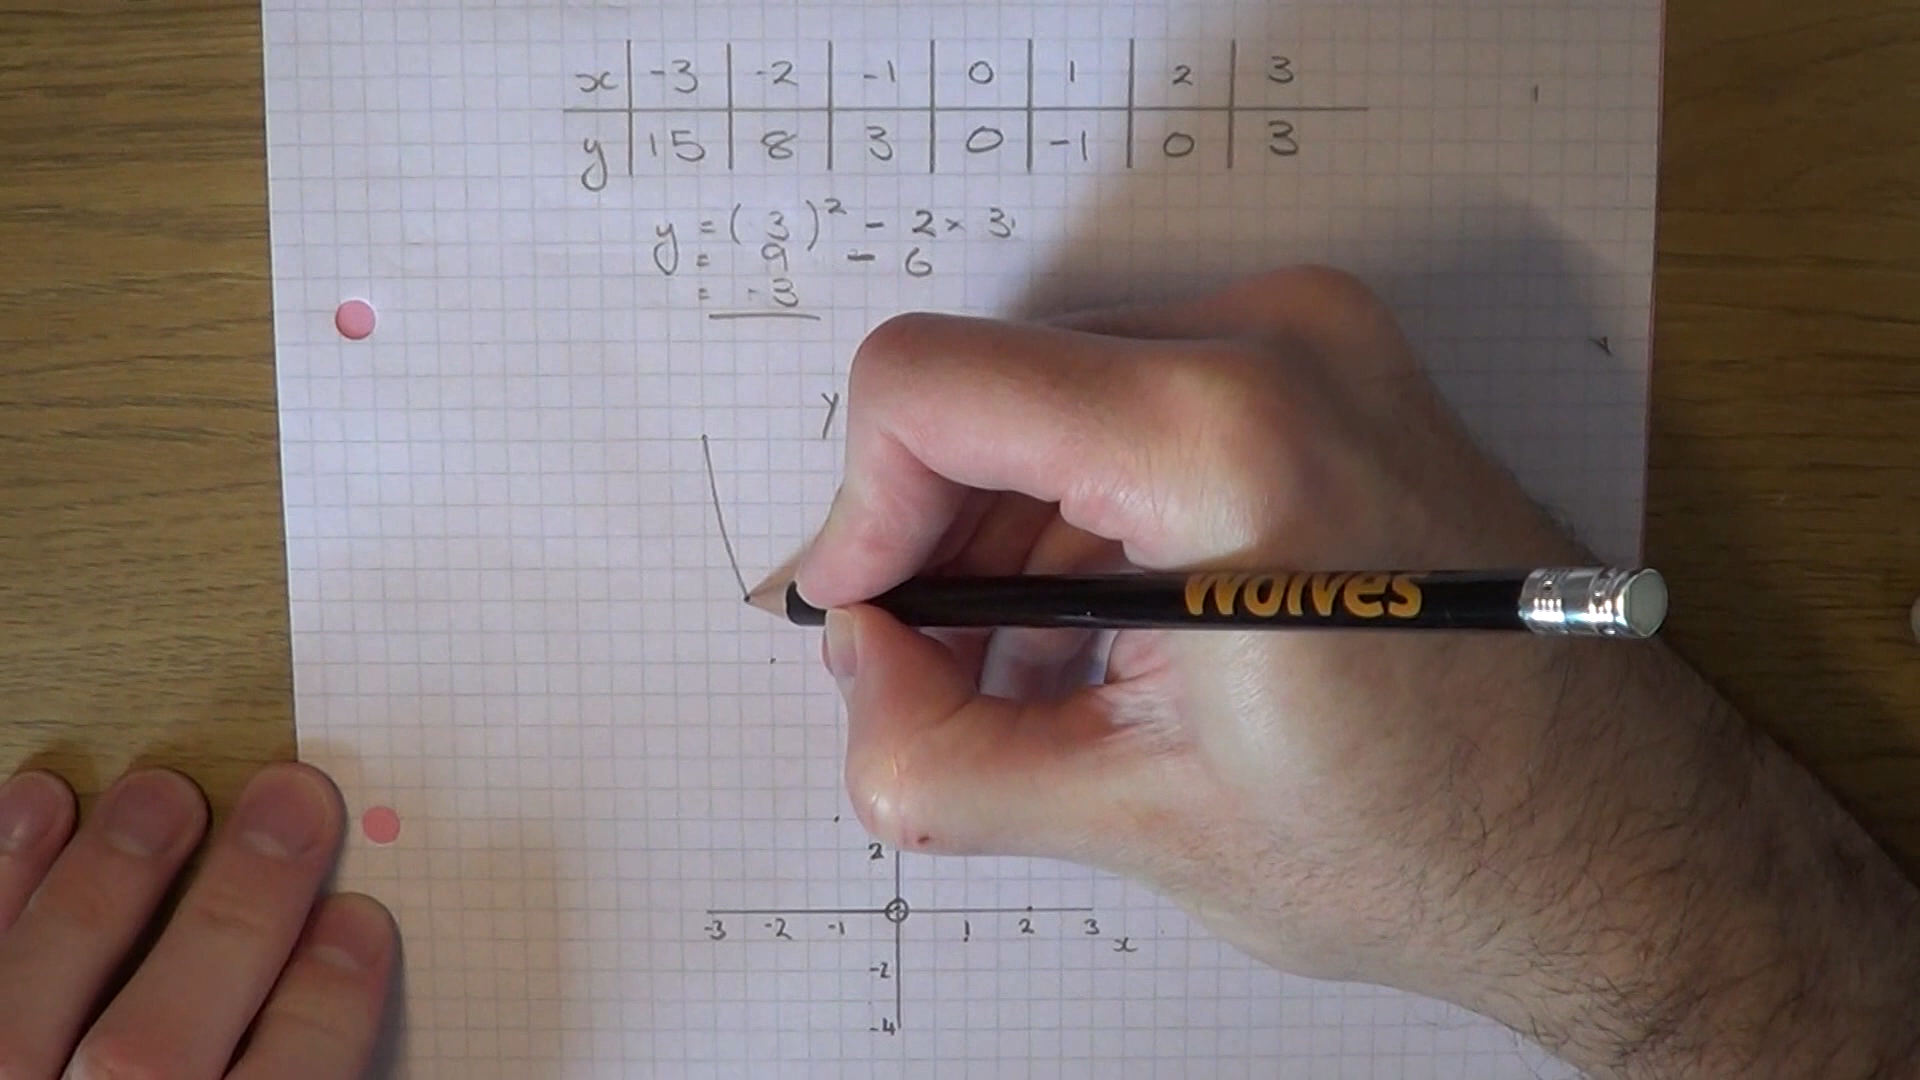 x -3 -2 -1 0 1 2 3
y 15 8 3 0 -1 0 3
y = ( 3 )² - 2 × 3
= 9 - 6
= -3
y
wolves
2
-3 -2 -1 1 2 3
x
-2
-4